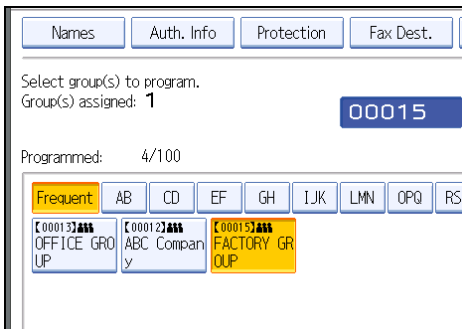 Names Auth. Info Protection Fax Dest.
Select group(s) to program.
Group(s) assigned: 1
00015
Programmed: 4/100
Frequent AB CD EF GH IJK LMN OPQ RS
[00013] [00012] [00015]
OFFICE GRO ABC Compan FACTORY GR
UP y OUP